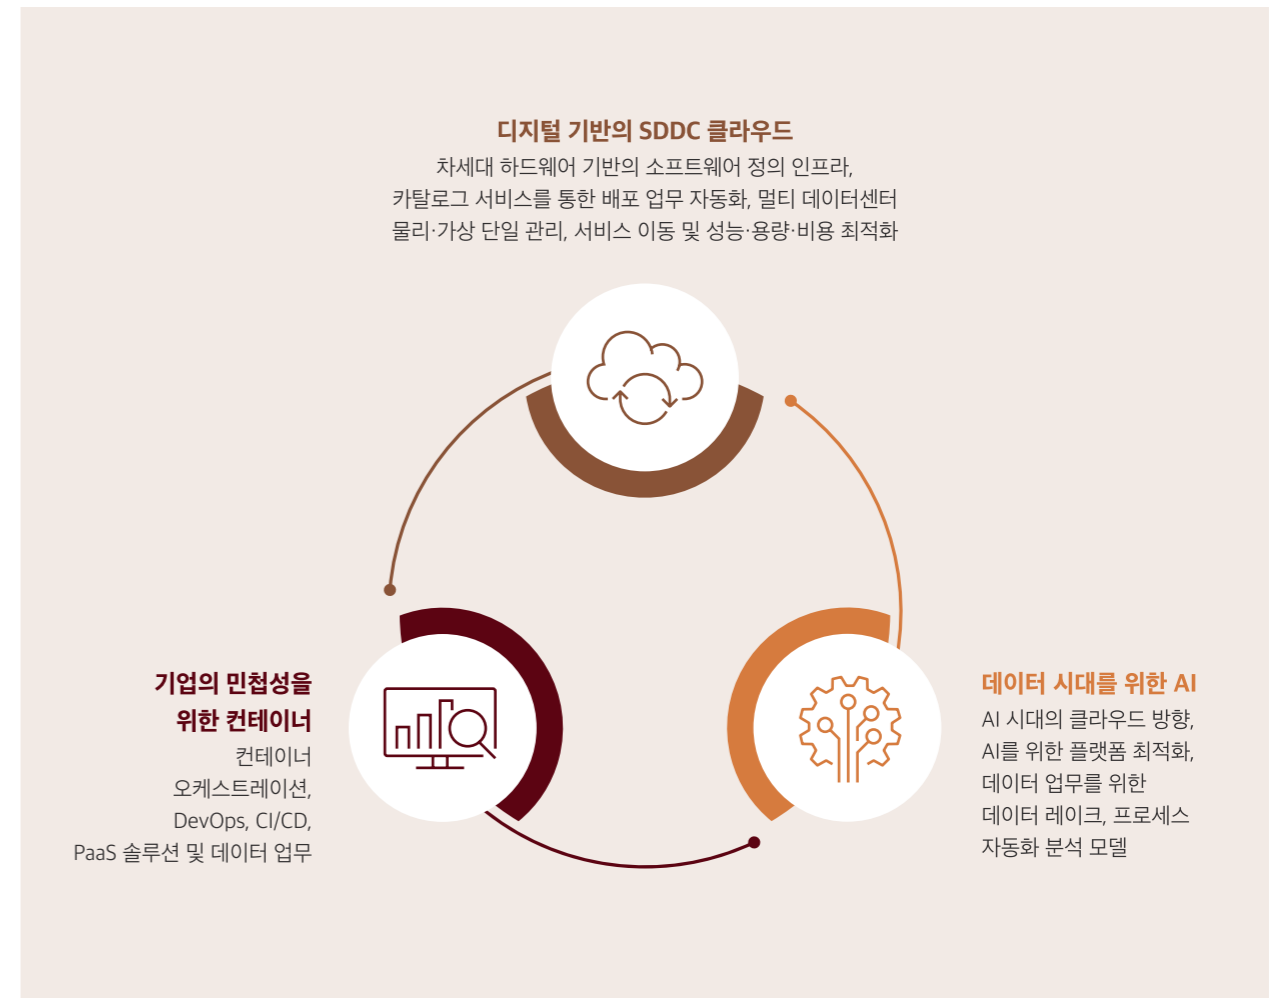 디지털 기반의 SDDC 클라우드
차세대 하드웨어 기반의 소프트웨어 정의 인프라,
카탈로그 서비스를 통한 배포 업무 자동화, 멀티 데이터센터
물리·가상 단일 관리, 서비스 이동 및 성능·용량·비용 최적화
기업의 민첩성을
위한 컨테이너
컨테이너
오케스트레이션,
DevOps, CI/CD,
PaaS 솔루션 및 데이터 업무
데이터 시대를 위한 AI
AI 시대의 클라우드 방향,
AI를 위한 플랫폼 최적화,
데이터 업무를 위한
데이터 레이크, 프로세스
자동화 분석 모델